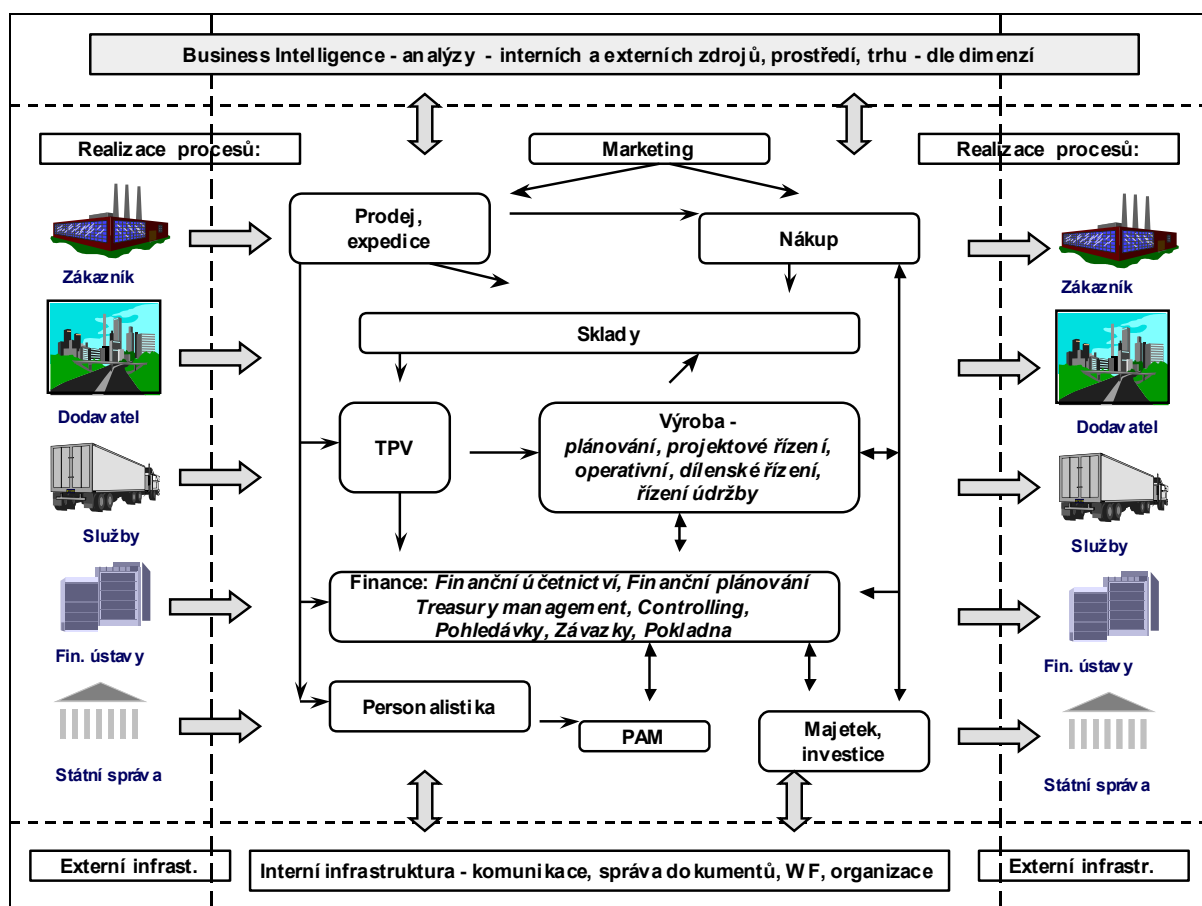 Business Intelligence - analýzy - interních a externích zdrojů, prostředí, trhu - dle dimenzí
Realizace procesů:
Marketing
Realizace procesů:
Prodej,
expedice
Nákup
Zákazník
Zákazník
Sklady
Dodavatel
Dodavatel
TPV
Výroba -
plánování, projektové řízení,
operativní, dílenské řízení,
řízení údržby
Služby
Služby
Finance: Finanční účetnictví, Finanční plánování
Treasury management, Controlling,
Pohledávky, Závazky, Pokladna
Fin. ústavy
Fin. ústavy
Personalistika
PAM
Majetek,
investice
Státní správa
Státní správa
Externí infrast.
Interní infrastruktura - komunikace, správa dokumentů, WF, organizace
Externí infrastr.